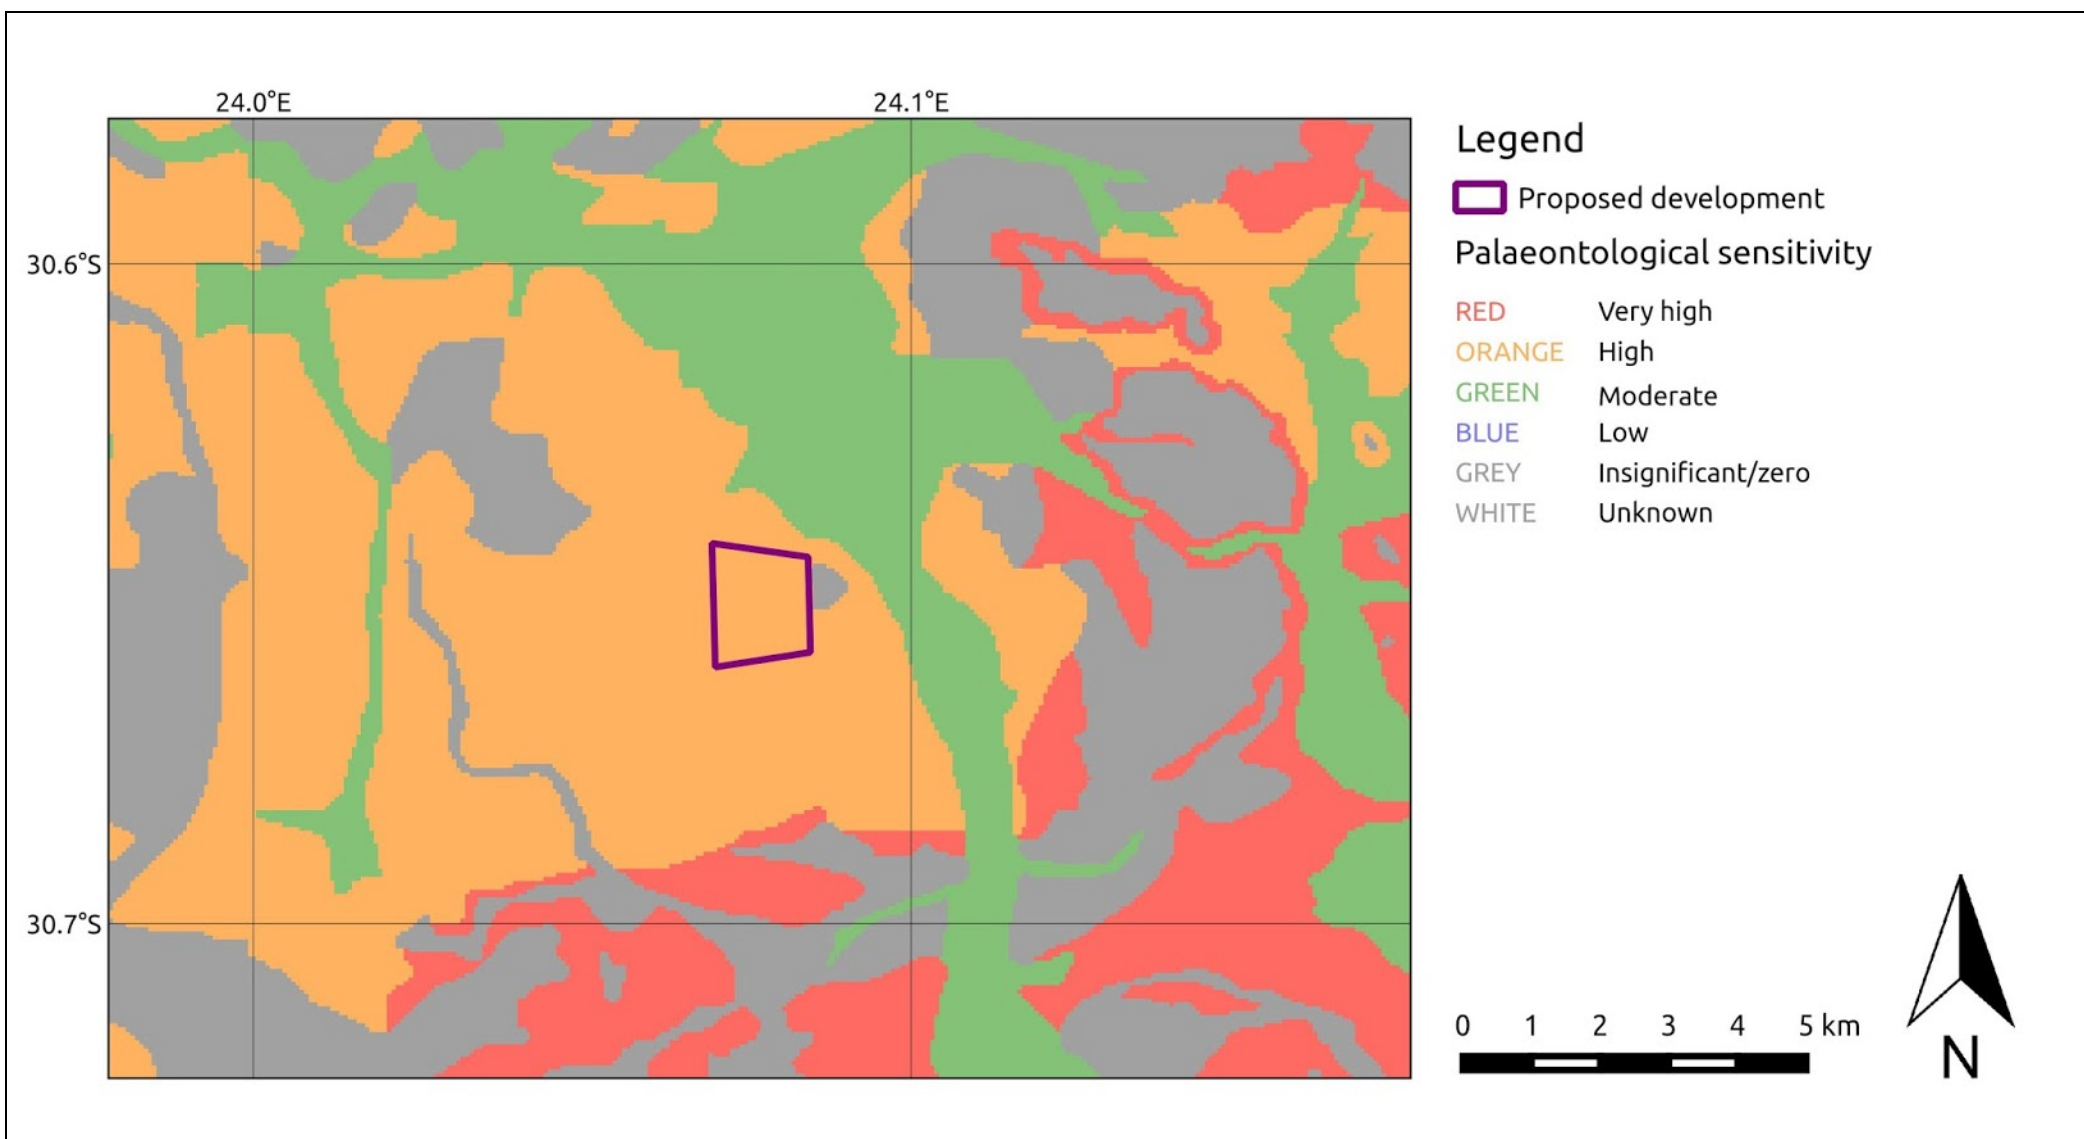 24.0°E 24.1°E
30.6°S
30.7°S
Legend
Proposed development
Palaeontological sensitivity
RED Very high
ORANGE High
GREEN Moderate
BLUE Low
GREY Insignificant/zero
WHITE Unknown
0 1 2 3 4 5 km
N